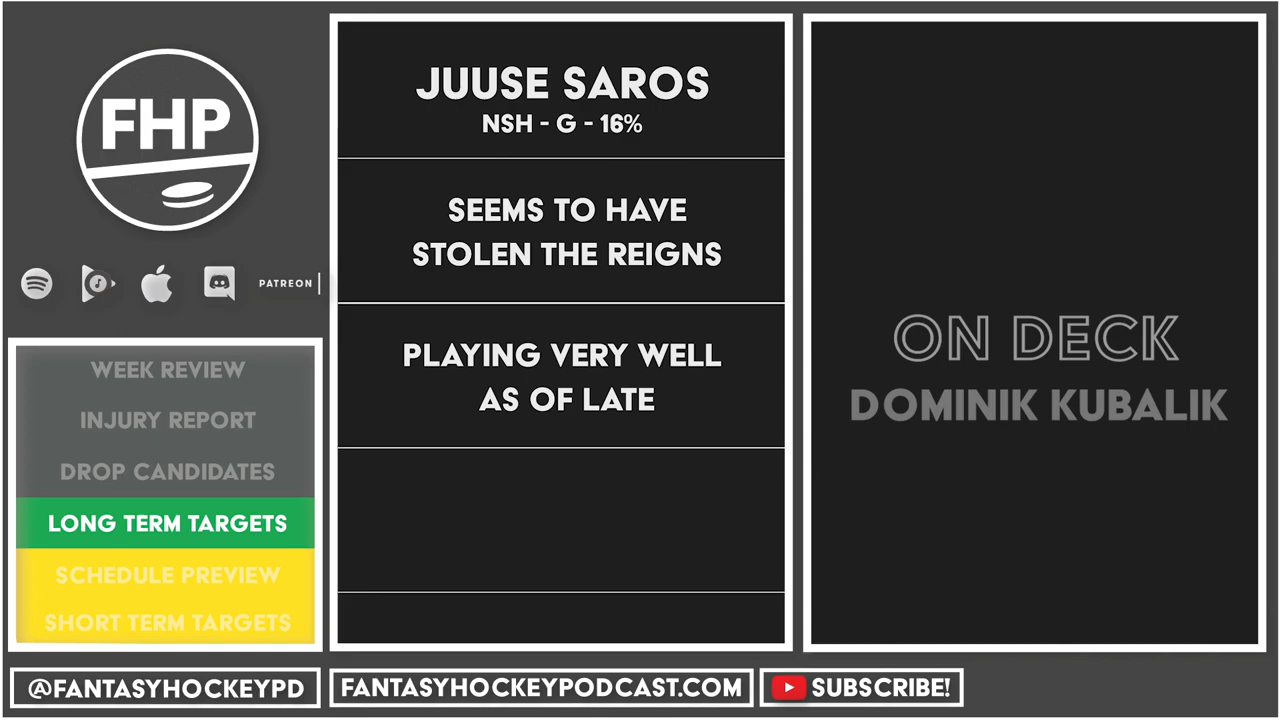 FHP
PATREON
WEEK REVIEW
INJURY REPORT
DROP CANDIDATES
LONG TERM TARGETS
SCHEDULE PREVIEW
SHORT TERM TARGETS
JUUSE SAROS
NSH - G - 16%
SEEMS TO HAVE
STOLEN THE REIGNS
PLAYING VERY WELL
AS OF LATE
ON DECK
DOMINIK KUBALIK
@FANTASYHOCKEYPD
FANTASYHOCKEYPODCAST.COM
SUBSCRIBE!